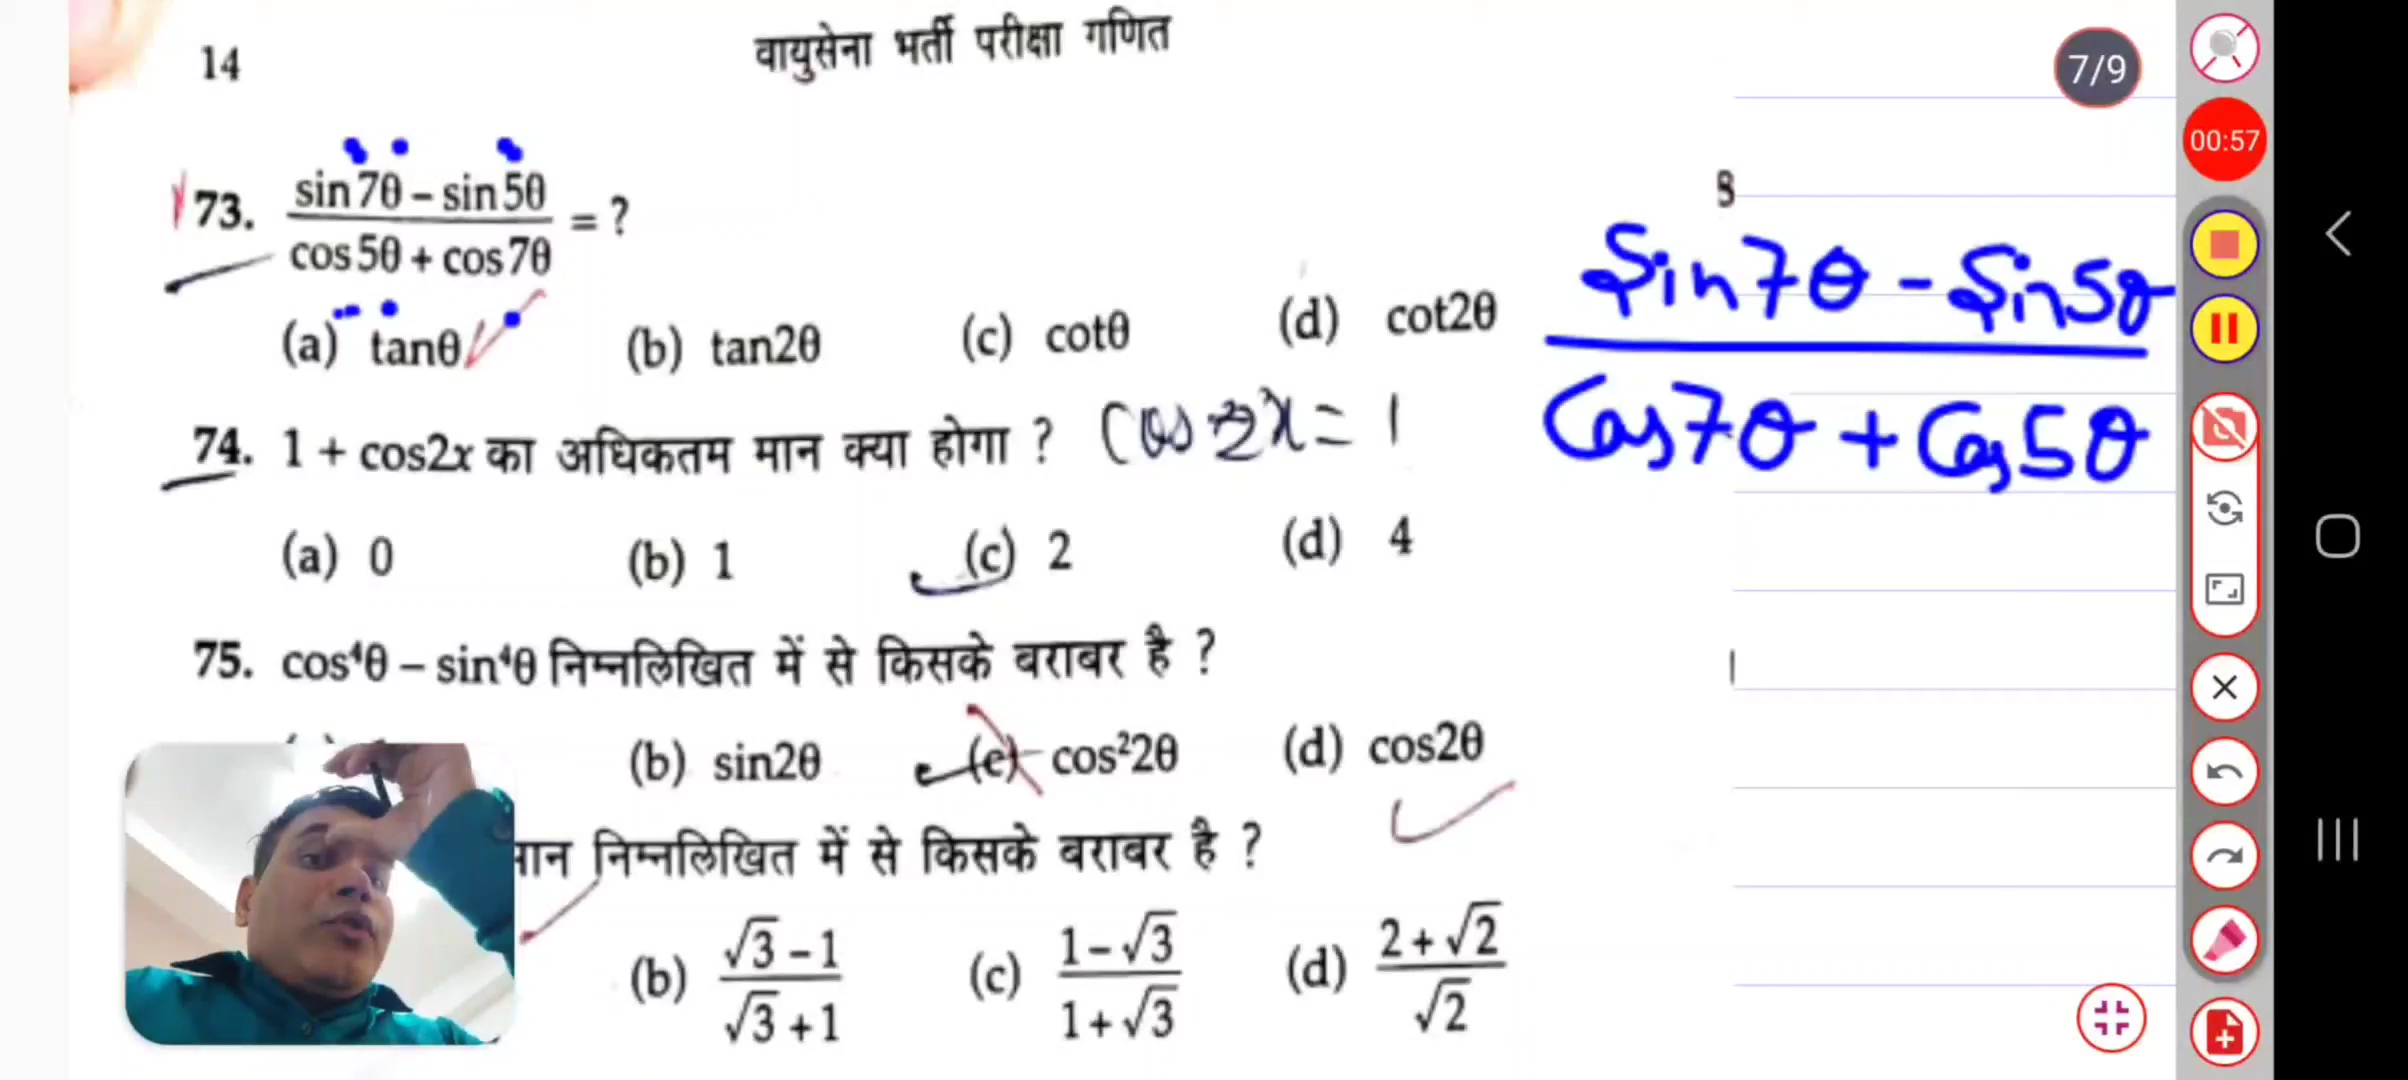 14
वायुसेना भर्ती परीक्षा गणित
7/9
00:57
73. (sin7θ – sin5θ)/(cos5θ + cos7θ) = ?
(a) tanθ (b) tan2θ (c) cotθ (d) cot2θ
Sin7θ - Sin5θ
Cos7θ + Cos5θ
74. 1 + cos2x का अधिकतम मान क्या होगा ? Cos 2x = 1
(a) 0 (b) 1 (c) 2 (d) 4
75. cos⁴θ – sin⁴θ निम्नलिखित में से किसके बराबर है ?
(b) sin2θ (c) cos²2θ (d) cos2θ
मान निम्नलिखित में से किसके बराबर है ?
(b) (√3 – 1)/(√3 + 1) (c) (1 – √3)/(1 + √3) (d) (2 + √2)/√2